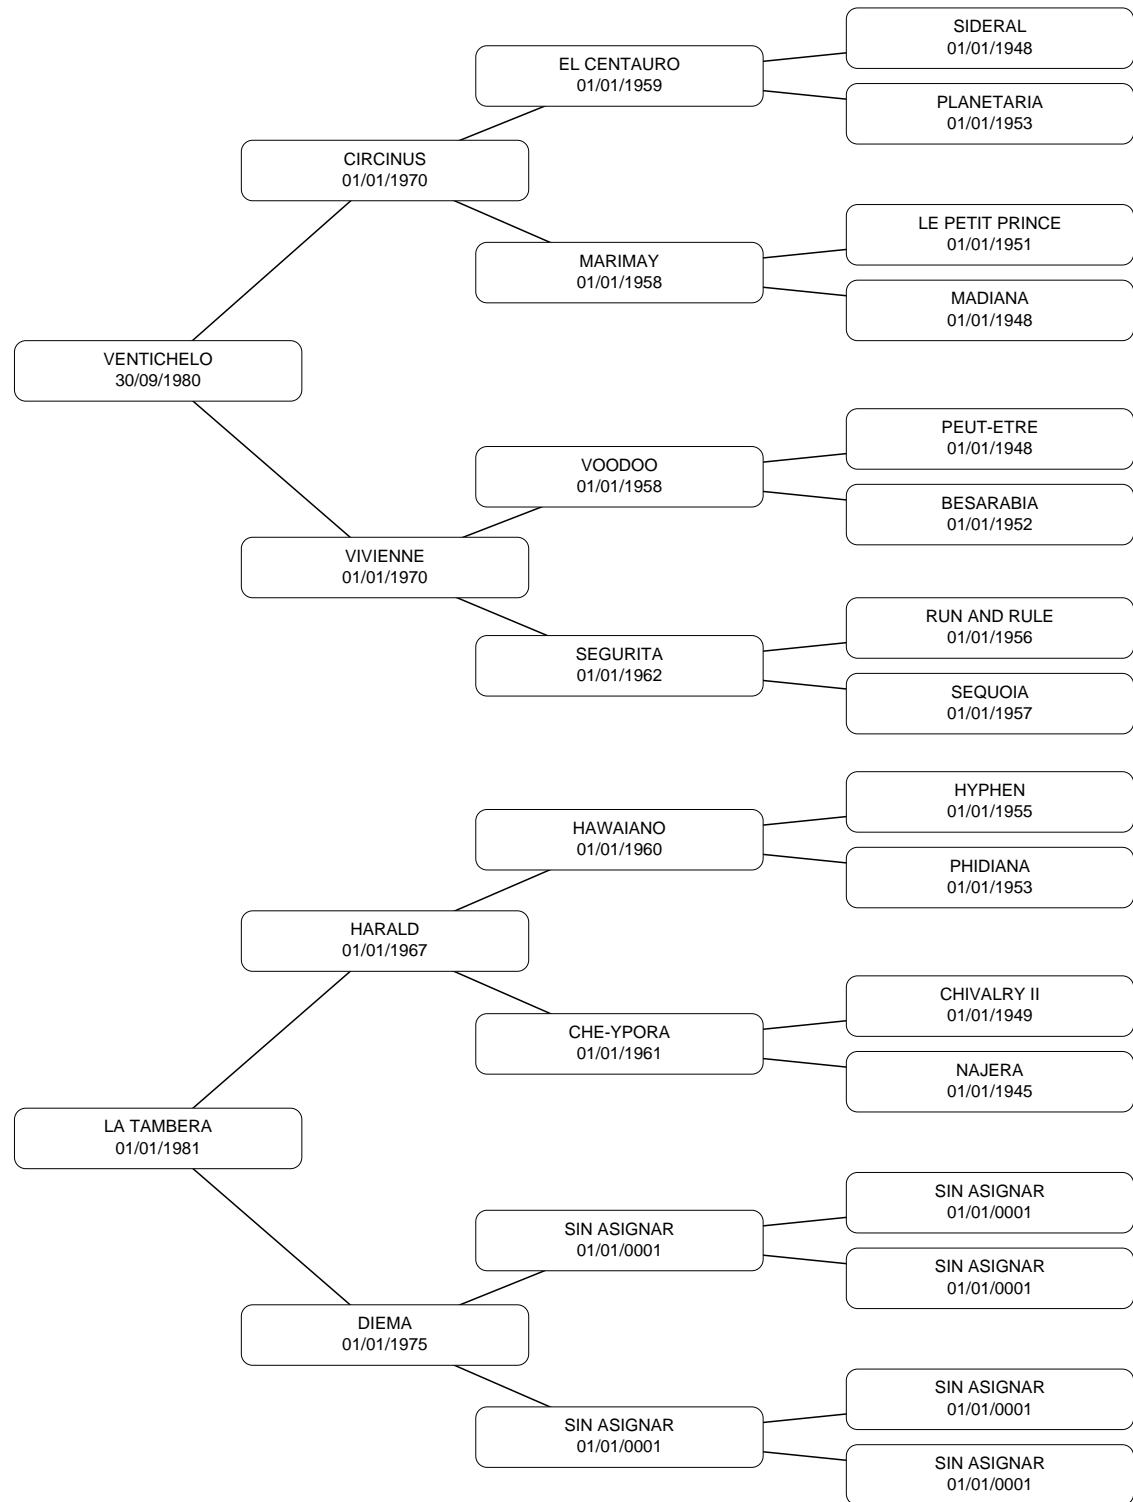 SIDERAL
01/01/1948
EL CENTAURO
01/01/1959
PLANETARIA
01/01/1953
CIRCINUS
01/01/1970
LE PETIT PRINCE
01/01/1951
MARIMAY
01/01/1958
MADIANA
01/01/1948
VENTICHELO
30/09/1980
PEUT-ETRE
01/01/1948
VOODOO
01/01/1958
BESARABIA
01/01/1952
VIVIENNE
01/01/1970
RUN AND RULE
01/01/1956
SEGURITA
01/01/1962
SEQUOIA
01/01/1957
HYPHEN
01/01/1955
HAWAIANO
01/01/1960
PHIDIANA
01/01/1953
HARALD
01/01/1967
CHIVALRY II
01/01/1949
CHE-YPORA
01/01/1961
NAJERA
01/01/1945
LA TAMBERA
01/01/1981
SIN ASIGNAR
01/01/0001
SIN ASIGNAR
01/01/0001
SIN ASIGNAR
01/01/0001
DIEMA
01/01/1975
SIN ASIGNAR
01/01/0001
SIN ASIGNAR
01/01/0001
SIN ASIGNAR
01/01/0001